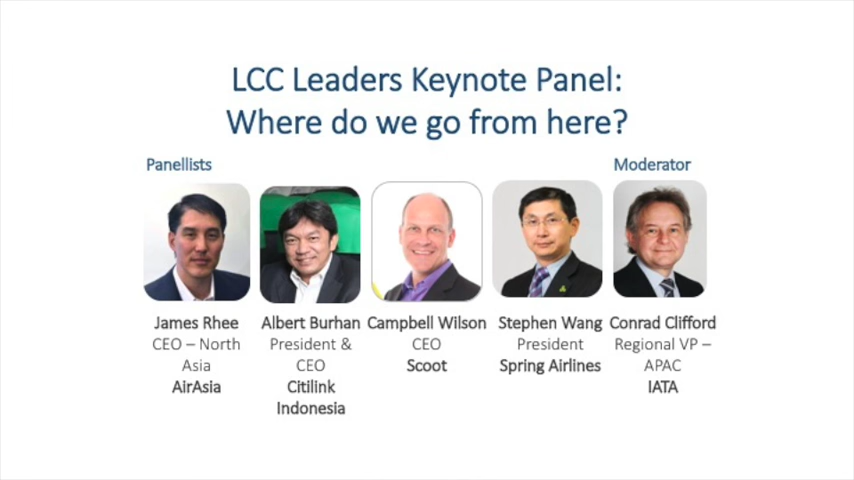 LCC Leaders Keynote Panel:
Where do we go from here?
Panellists
Moderator
James Rhee
CEO – North
Asia
AirAsia
Albert Burhan
President &
CEO
Citilink
Indonesia
Campbell Wilson
CEO
Scoot
Stephen Wang
President
Spring Airlines
Conrad Clifford
Regional VP –
APAC
IATA